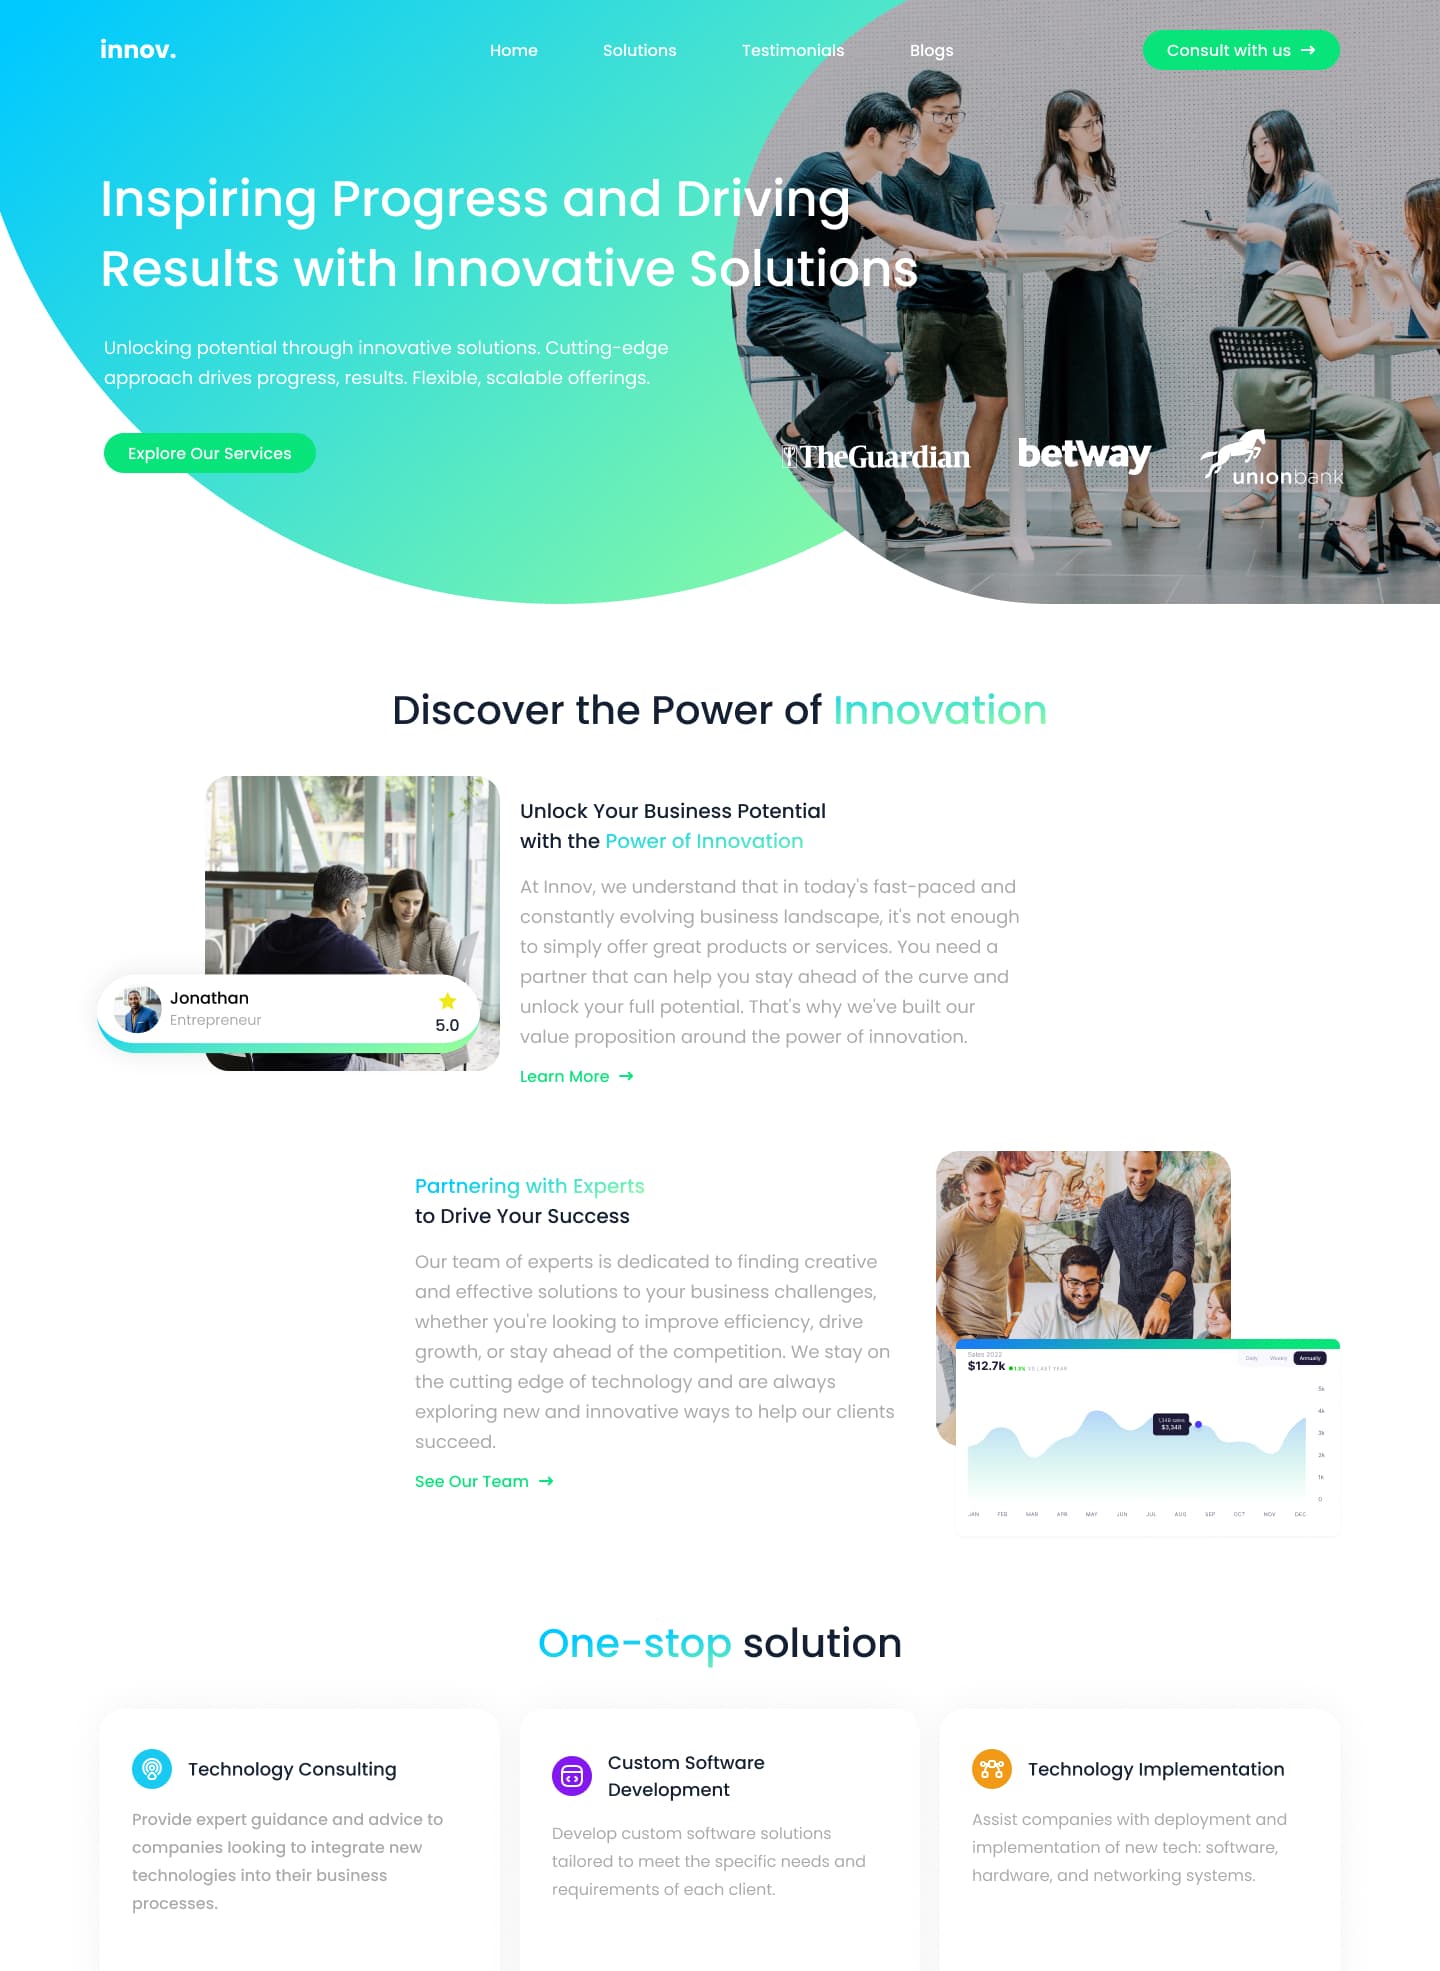 innov.
Home
Solutions
Testimonials
Blogs
Consult with us
Inspiring Progress and Driving
Results with Innovative Solutions
Unlocking potential through innovative solutions. Cutting-edge
approach drives progress, results. Flexible, scalable offerings.
Explore Our Services
TheGuardian
betway
unionbank
Discover the Power of Innovation
Unlock Your Business Potential
with the Power of Innovation
At Innov, we understand that in today's fast-paced and
constantly evolving business landscape, it's not enough
to simply offer great products or services. You need a
partner that can help you stay ahead of the curve and
unlock your full potential. That's why we've built our
value proposition around the power of innovation.
Learn More
Jonathan
Entrepreneur
5.0
Partnering with Experts
to Drive Your Success
Our team of experts is dedicated to finding creative
and effective solutions to your business challenges,
whether you're looking to improve efficiency, drive
growth, or stay ahead of the competition. We stay on
the cutting edge of technology and are always
exploring new and innovative ways to help our clients
succeed.
See Our Team
Sales 2022
$12.7k
VS LAST YEAR
Daily
Weekly
Annually
5k
4k
3k
2k
1k
0
$3,348
JAN
FEB
MAR
APR
MAY
JUN
JUL
AUG
SEP
OCT
NOV
DEC
One-stop solution
Technology Consulting
Provide expert guidance and advice to
companies looking to integrate new
technologies into their business
processes.
Custom Software
Development
Develop custom software solutions
tailored to meet the specific needs and
requirements of each client.
Technology Implementation
Assist companies with deployment and
implementation of new tech: software,
hardware, and networking systems.